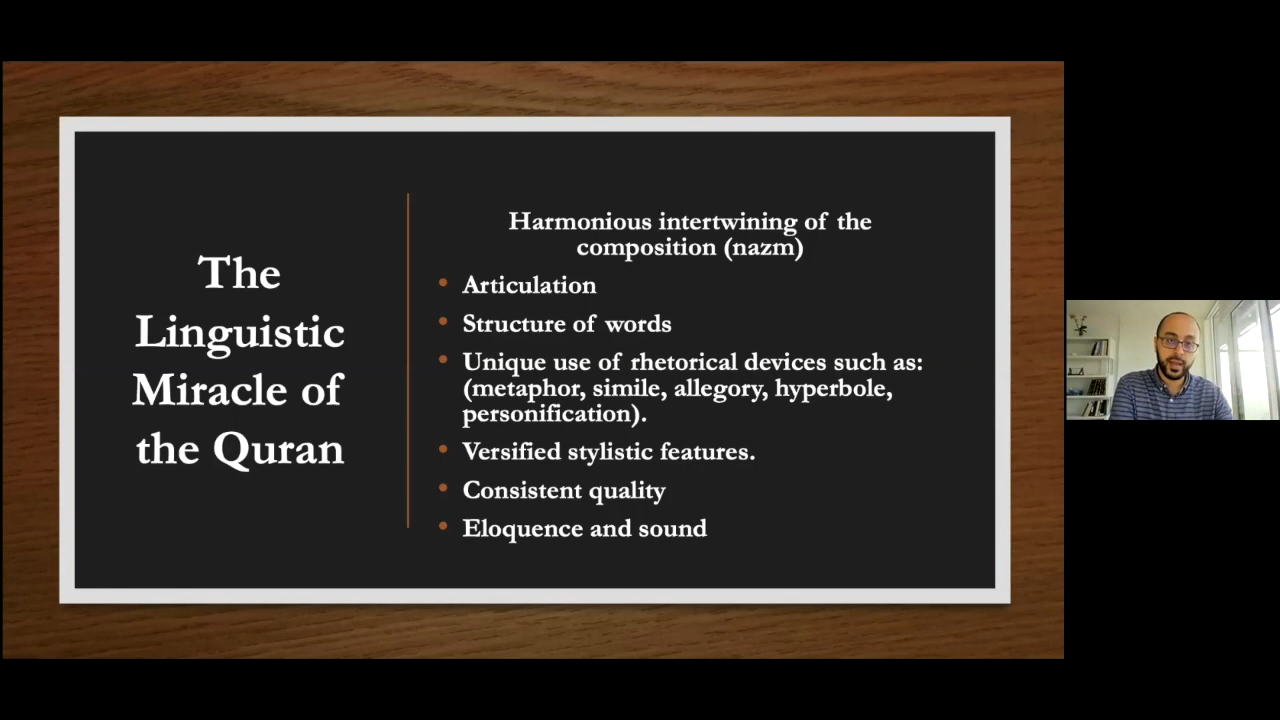 The
Linguistic
Miracle of
the Quran
Harmonious intertwining of the
composition (nazm)
• Articulation
• Structure of words
• Unique use of rhetorical devices such as:
(metaphor, simile, allegory, hyperbole,
personification).
• Versified stylistic features.
• Consistent quality
• Eloquence and sound